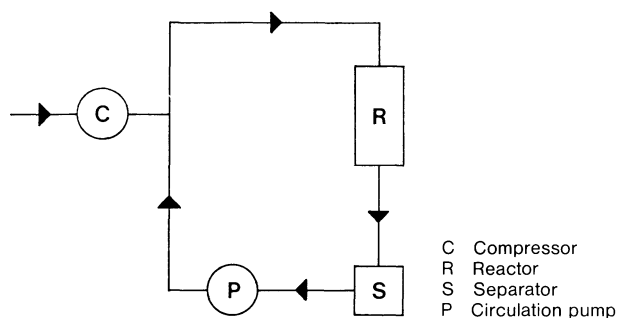 C
R
P
S
C Compressor
R Reactor
S Separator
P Circulation pump